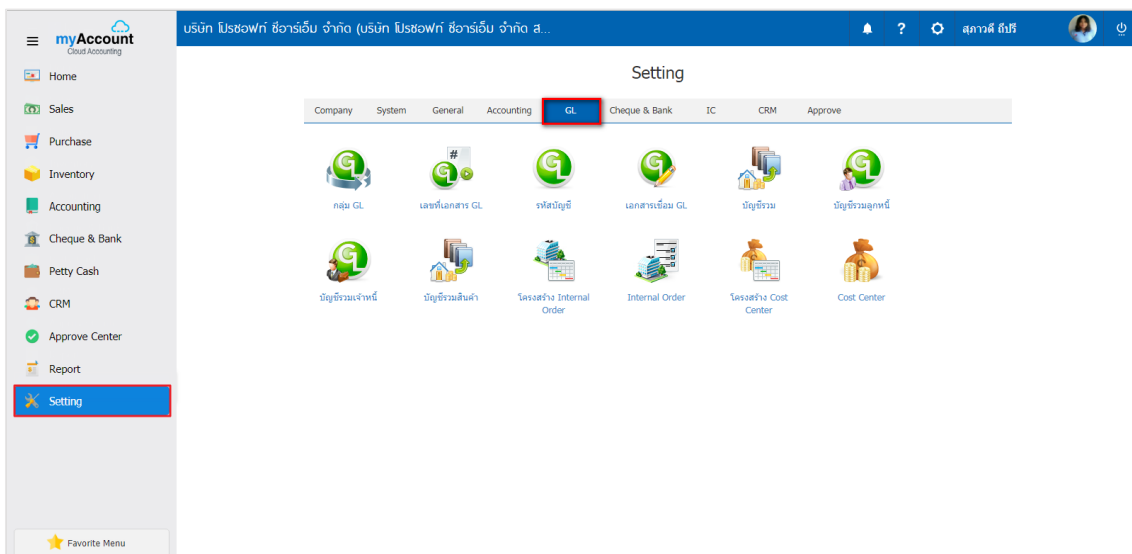 myAccount
Cloud Accounting
บริษัท โปรซอฟท์ ซีอาร์เอ็ม จำกัด (บริษัท โปรซอฟท์ ซีอาร์เอ็ม จำกัด ส...
?
สุภาวดี ถีปรี
Home
Sales
Purchase
Inventory
Accounting
Cheque & Bank
Petty Cash
CRM
Approve Center
Report
Setting
Favorite Menu
Setting
Company System General Accounting GL Cheque & Bank IC CRM Approve
กลุ่ม GL เลขที่เอกสาร GL รหัสบัญชี เอกสารเชื่อม GL บัญชีรวม บัญชีรวมลูกหนี้
บัญชีรวมเจ้าหนี้ บัญชีรวมสินค้า โครงสร้าง Internal Internal Order โครงสร้าง Cost Cost Center
Order Center